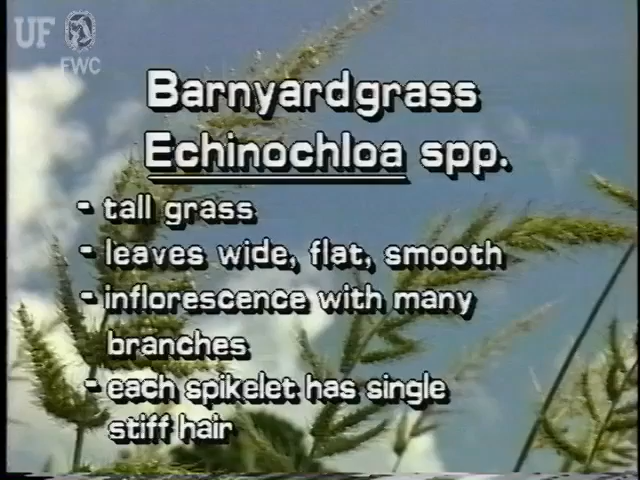 UF
FWC
Barnyardgrass
Echinochloa spp.
- tall grass
- leaves wide, flat, smooth
- inflorescence with many
branches
- each spikelet has single
stiff hair